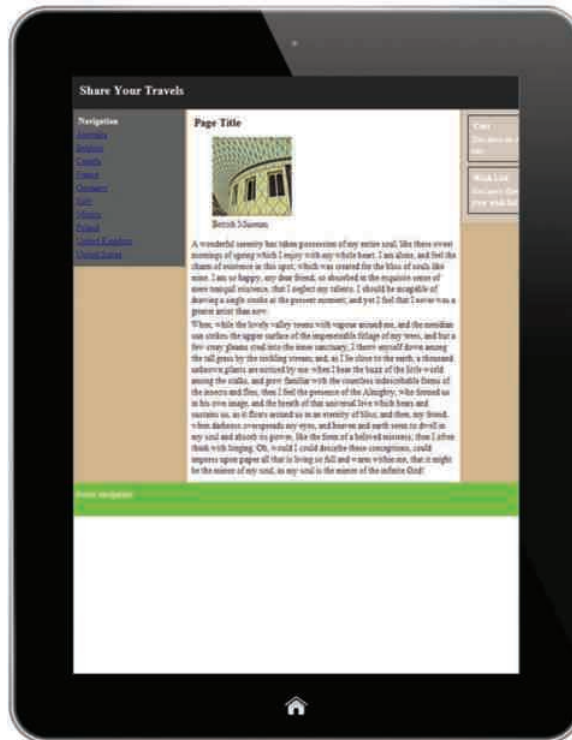 Share Your Travels
Navigation
Australia
Belgium
Canada
France
Germany
Italy
Mexico
Poland
United Kingdom
United States
Page Title
British Museum
A wonderful serenity has taken possession of my entire soul, like these sweet
mornings of spring which I enjoy with my whole heart. I am alone, and feel the
charm of existence in this spot, which was created for the bliss of souls like
mine. I am so happy, my dear friend, so absorbed in the exquisite sense of
mere tranquil existence, that I neglect my talents. I should be incapable of
drawing a single stroke at the present moment; and yet I feel that I never was a
greater artist than now.
When, while the lovely valley teems with vapour around me, and the meridian
sun strikes the upper surface of the impenetrable foliage of my trees, and but a
few stray gleams steal into the inner sanctuary, I throw myself down among
the tall grass by the trickling stream; and, as I lie close to the earth, a thousand
unknown plants are noticed by me: when I hear the buzz of the little world
among the stalks, and grow familiar with the countless indescribable forms of
the insects and flies, then I feel the presence of the Almighty, who formed us
in his own image, and the breath of that universal love which bears and
sustains us, as it floats around us in an eternity of bliss; and then, my friend,
when darkness overspreads my eyes, and heaven and earth seem to dwell in
my soul and absorb its power, like the form of a beloved mistress, then I often
think with longing, Oh, would I could describe these conceptions, could
impress upon paper all that is living so full and warm within me, that it might
be the mirror of my soul, as my soul is the mirror of the infinite God!
Cart
Wish List